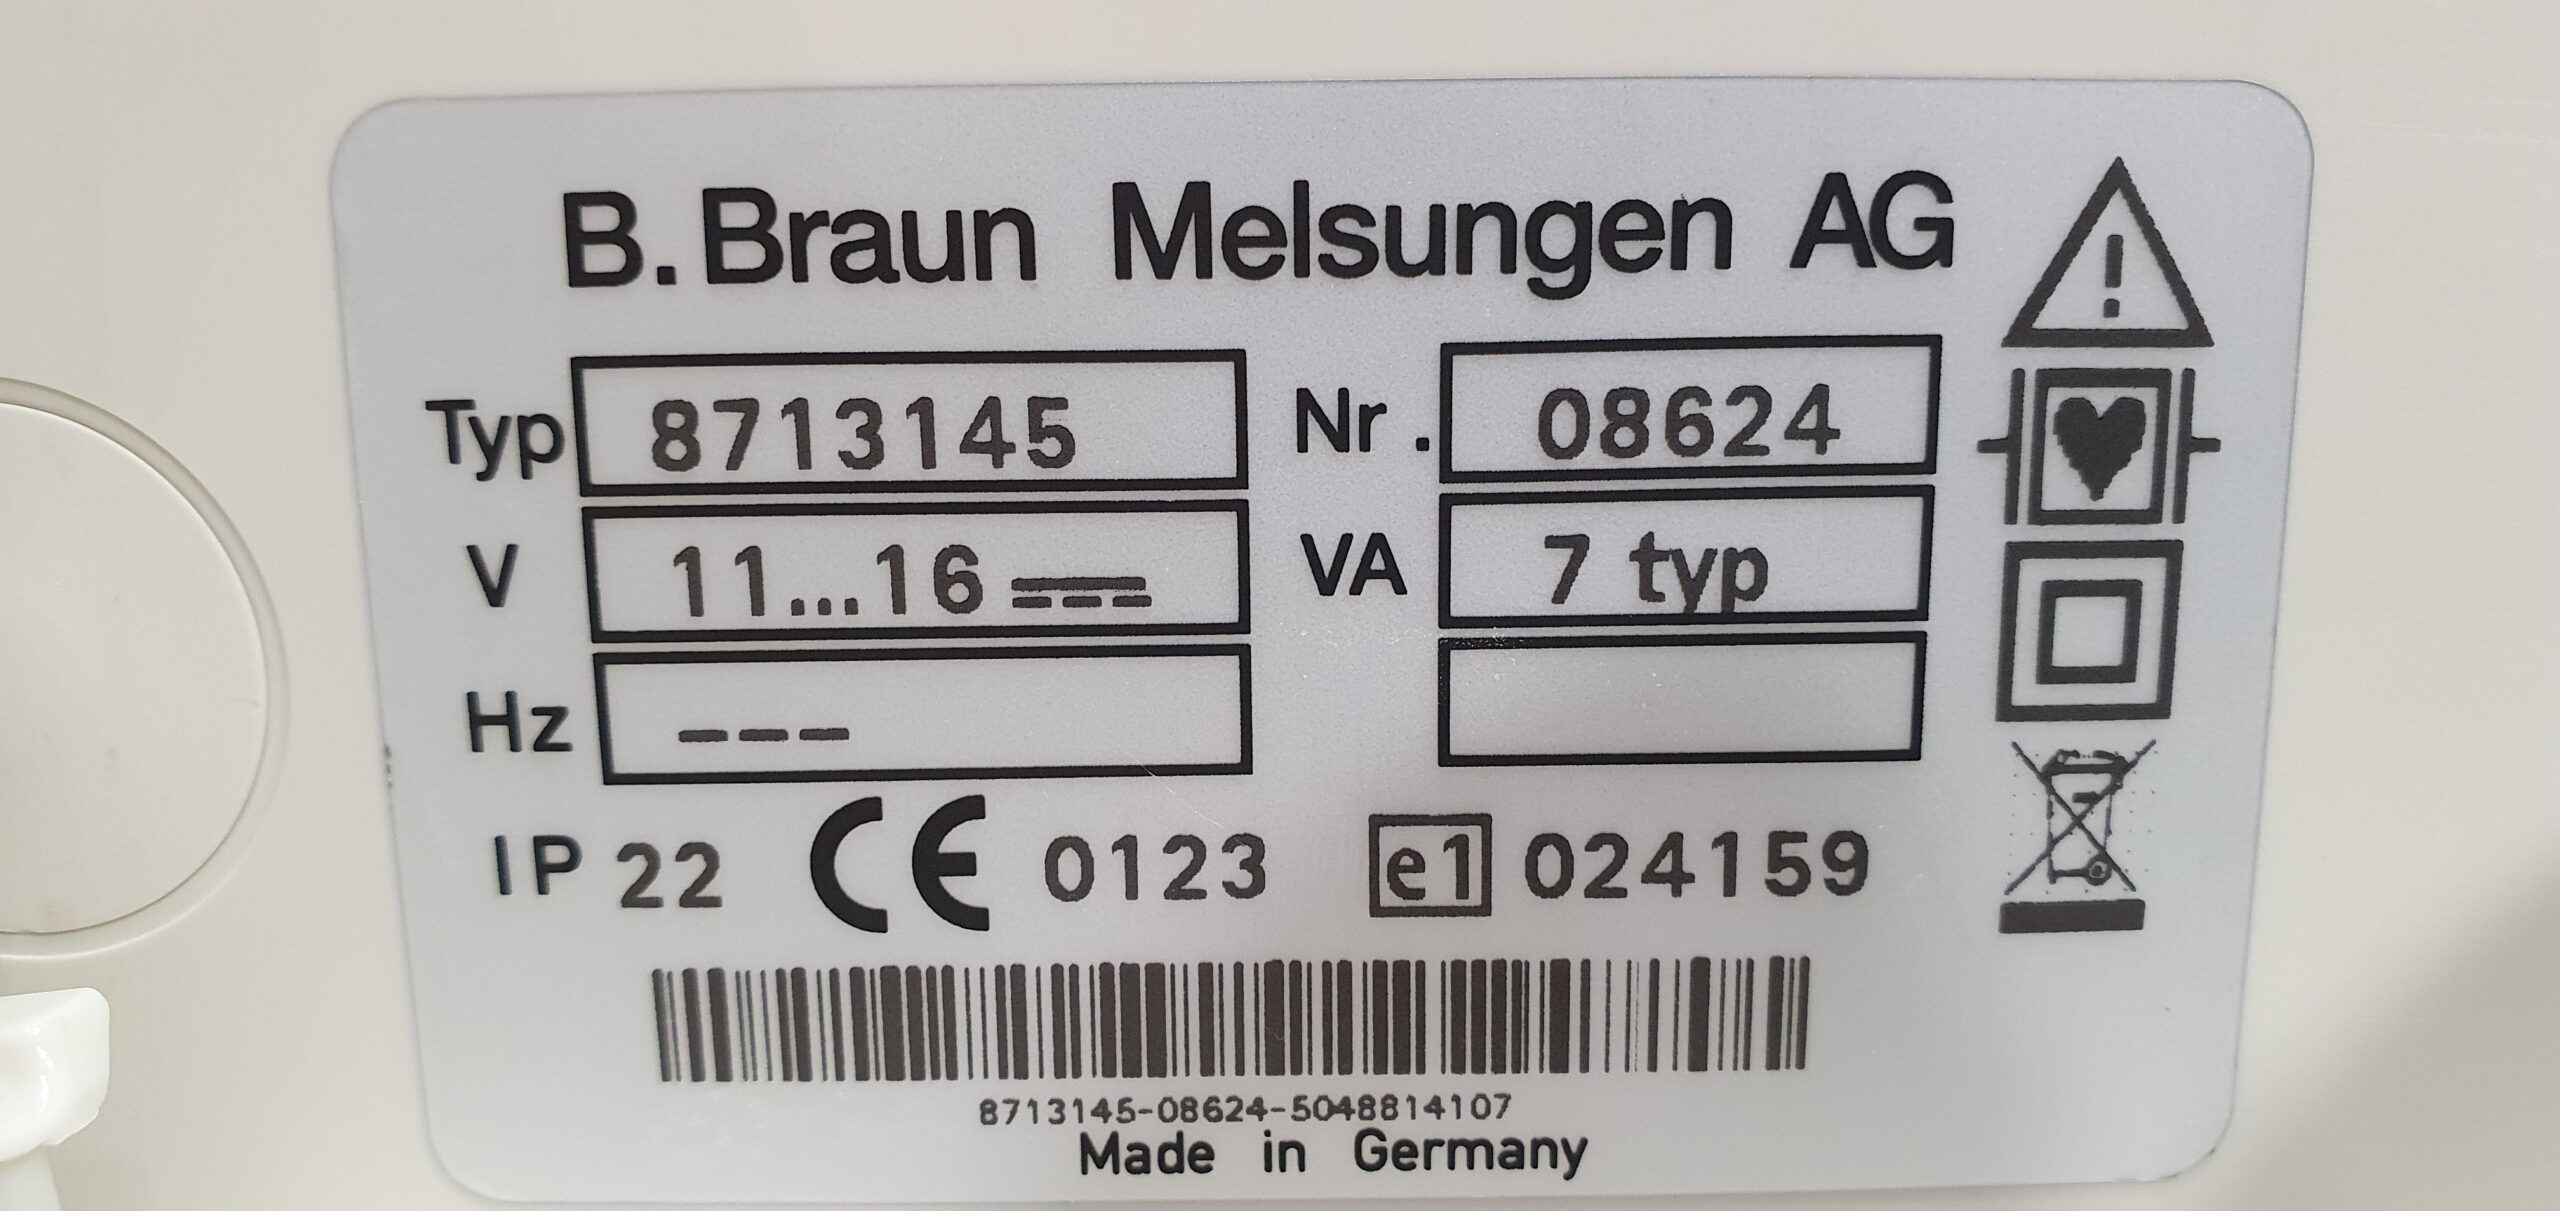 B. Braun Melsungen AG
Typ 8713145 Nr. 08624
V 11...16 VA 7 typ
Hz ---
IP 22 CE 0123 e1 024159
8713145-08624-5048814107
Made in Germany